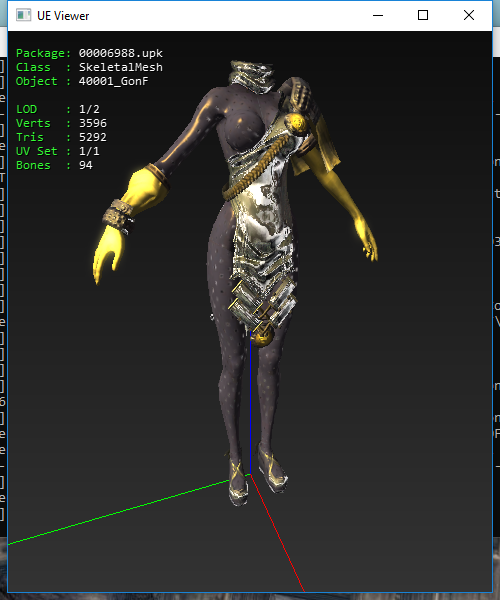 UE Viewer
Package: 00006988.upk
Class : SkeletalMesh
Object : 40001_GonF
LOD : 1/2
Verts : 3596
Tris : 5292
UV Set : 1/1
Bones : 94